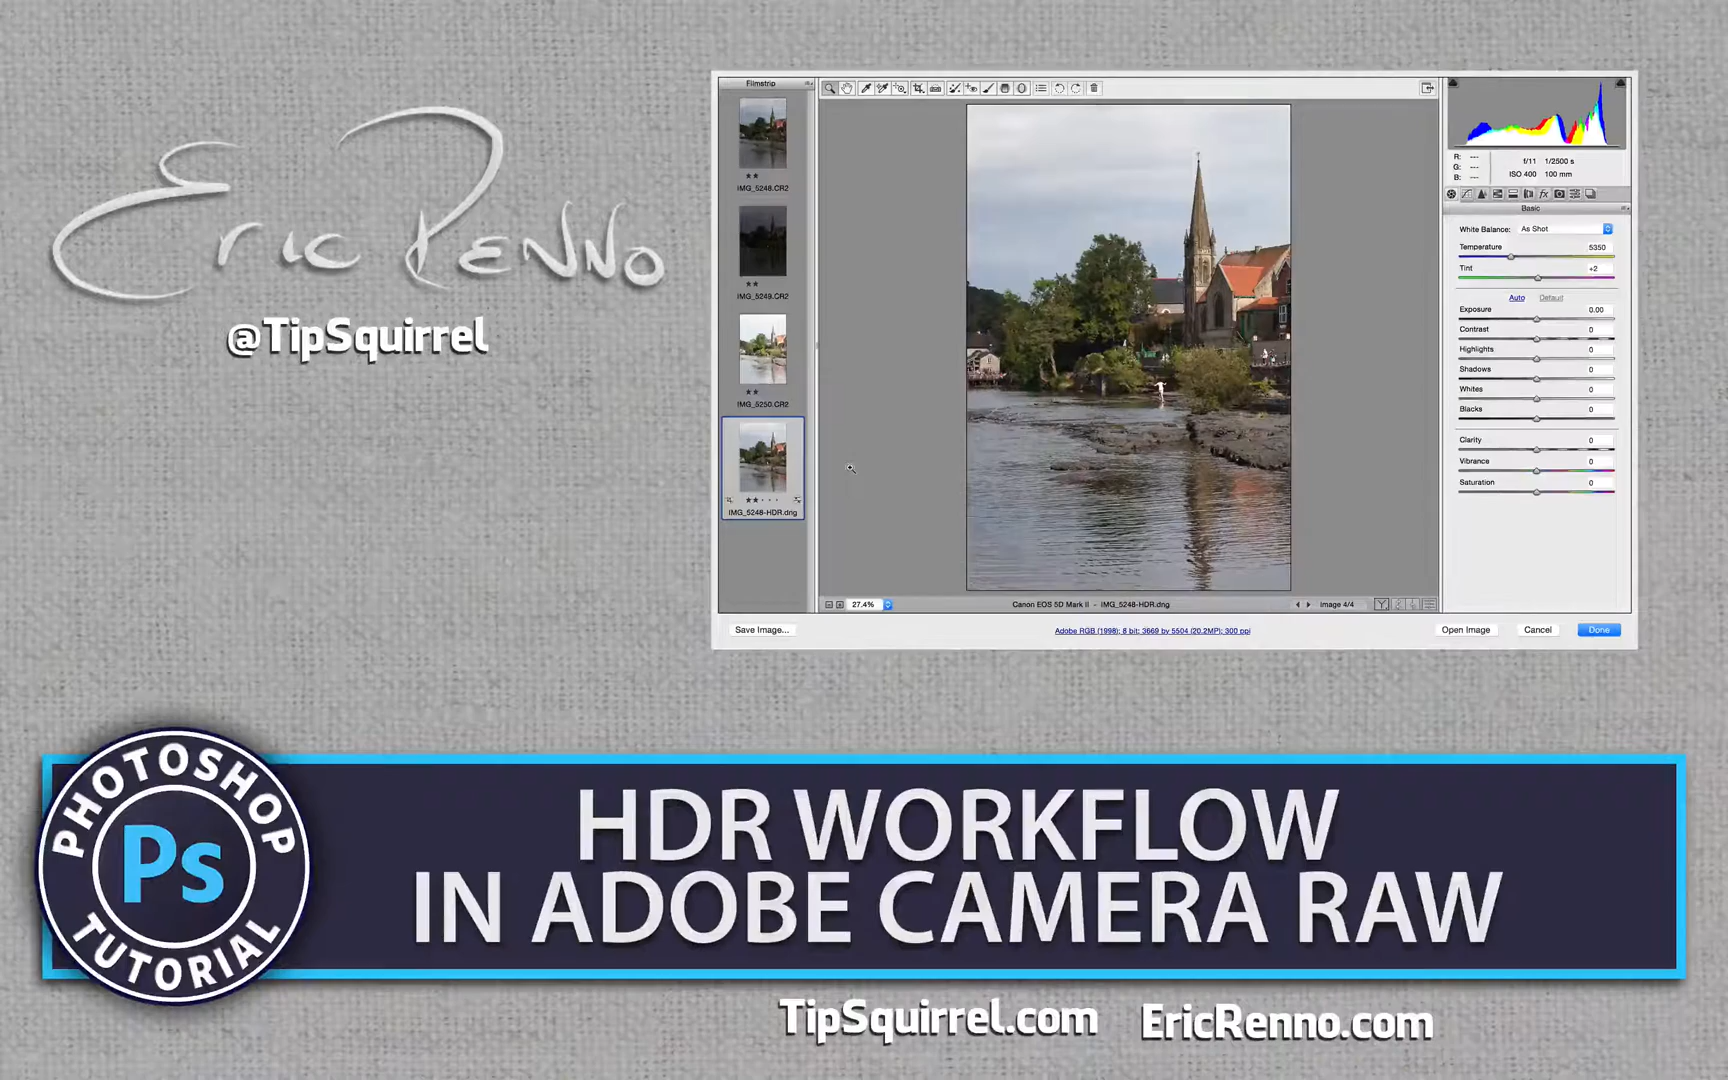 Eric Renno
@TipSquirrel
Filmstrip
IMG_5248.CR2
IMG_5249.CR2
IMG_5250.CR2
IMG_5248-HDR.dng
27.4%
Canon EOS 5D Mark II - IMG_5248-HDR.dng
Image 4/4
Save Image...
Adobe RGB (1998); 8 bit; 3669 by 5504 (20.2MP); 300 ppi
Open Image
Cancel
Done
R: ---
G: ---
B: ---
f/11 1/2500 s
ISO 400 100 mm
fx
Basic
White Balance: As Shot
Temperature 5350
Tint +2
Auto Default
Exposure 0.00
Contrast 0
Highlights 0
Shadows 0
Whites 0
Blacks 0
Clarity 0
Vibrance 0
Saturation 0
PHOTOSHOP
Ps
TUTORIAL
HDR WORKFLOW
IN ADOBE CAMERA RAW
TipSquirrel.com EricRenno.com